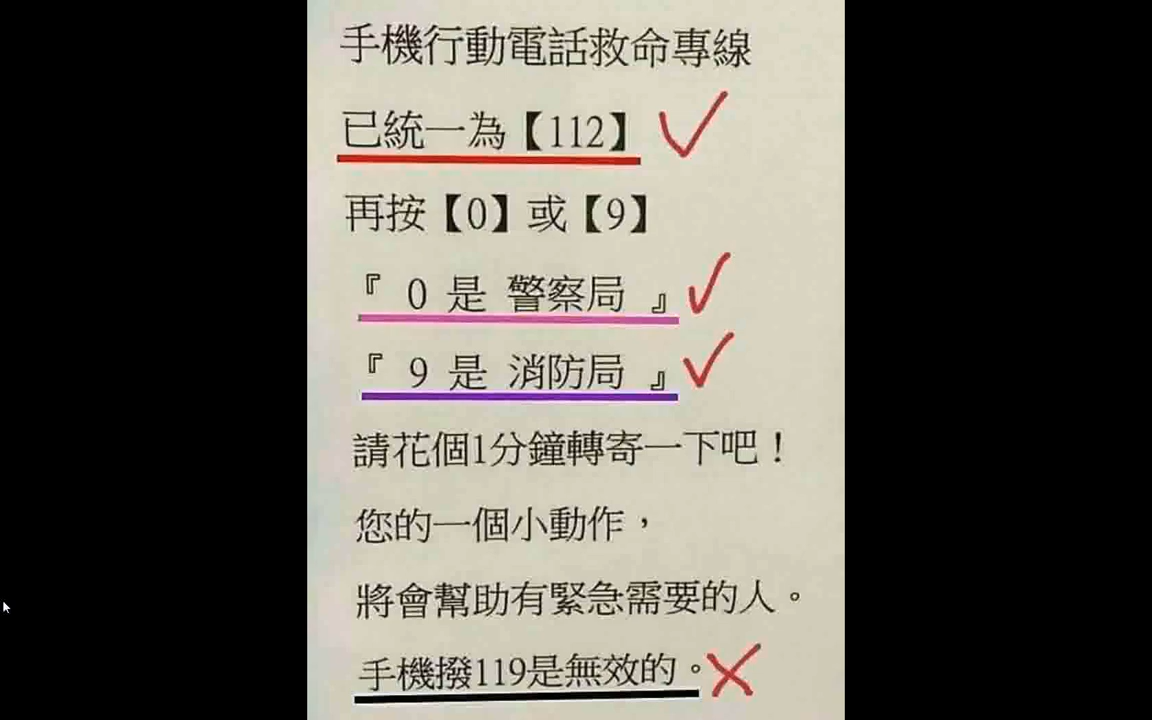 手機行動電話救命專線
已統一為【112】
再按【0】或【9】
『 0 是 警察局 』
『 9 是 消防局 』
請花個1分鐘轉寄一下吧！
您的一個小動作，
將會幫助有緊急需要的人。
手機撥119是無效的。